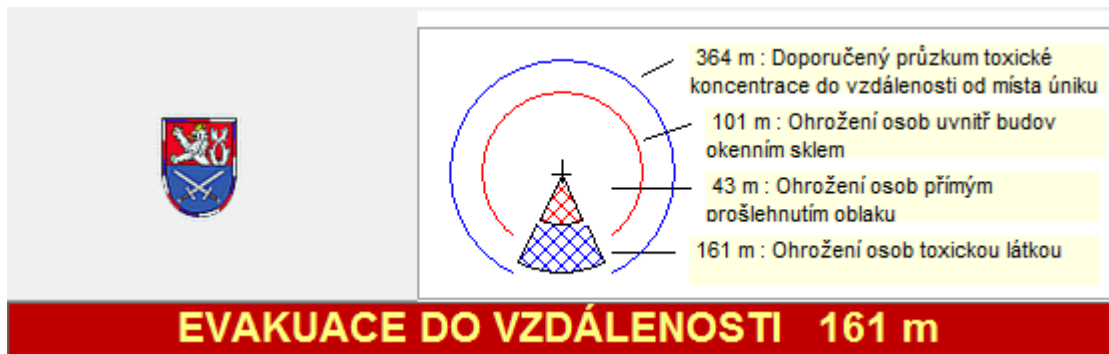 364 m : Doporučený průzkum toxické
koncentrace do vzdálenosti od místa úniku
101 m : Ohrožení osob uvnitř budov
okenním sklem
43 m : Ohrožení osob přímým
prošlehnutím oblaku
161 m : Ohrožení osob toxickou látkou
EVAKUACE DO VZDÁLENOSTI 161 m